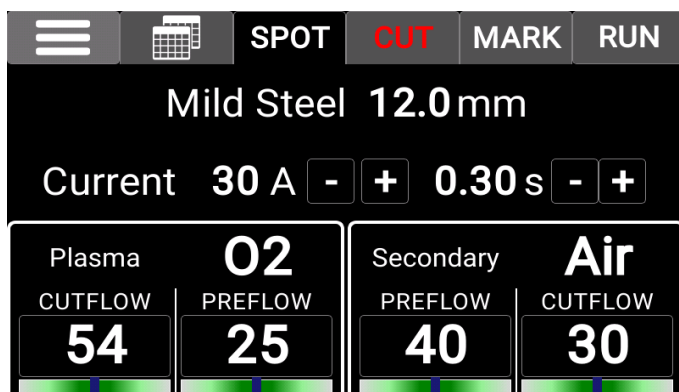 SPOT CUT MARK RUN
Mild Steel 12.0 mm
Current 30 A - + 0.30 s - +
Plasma O2 Secondary Air
CUTFLOW PREFLOW PREFLOW CUTFLOW
54 25 40 30